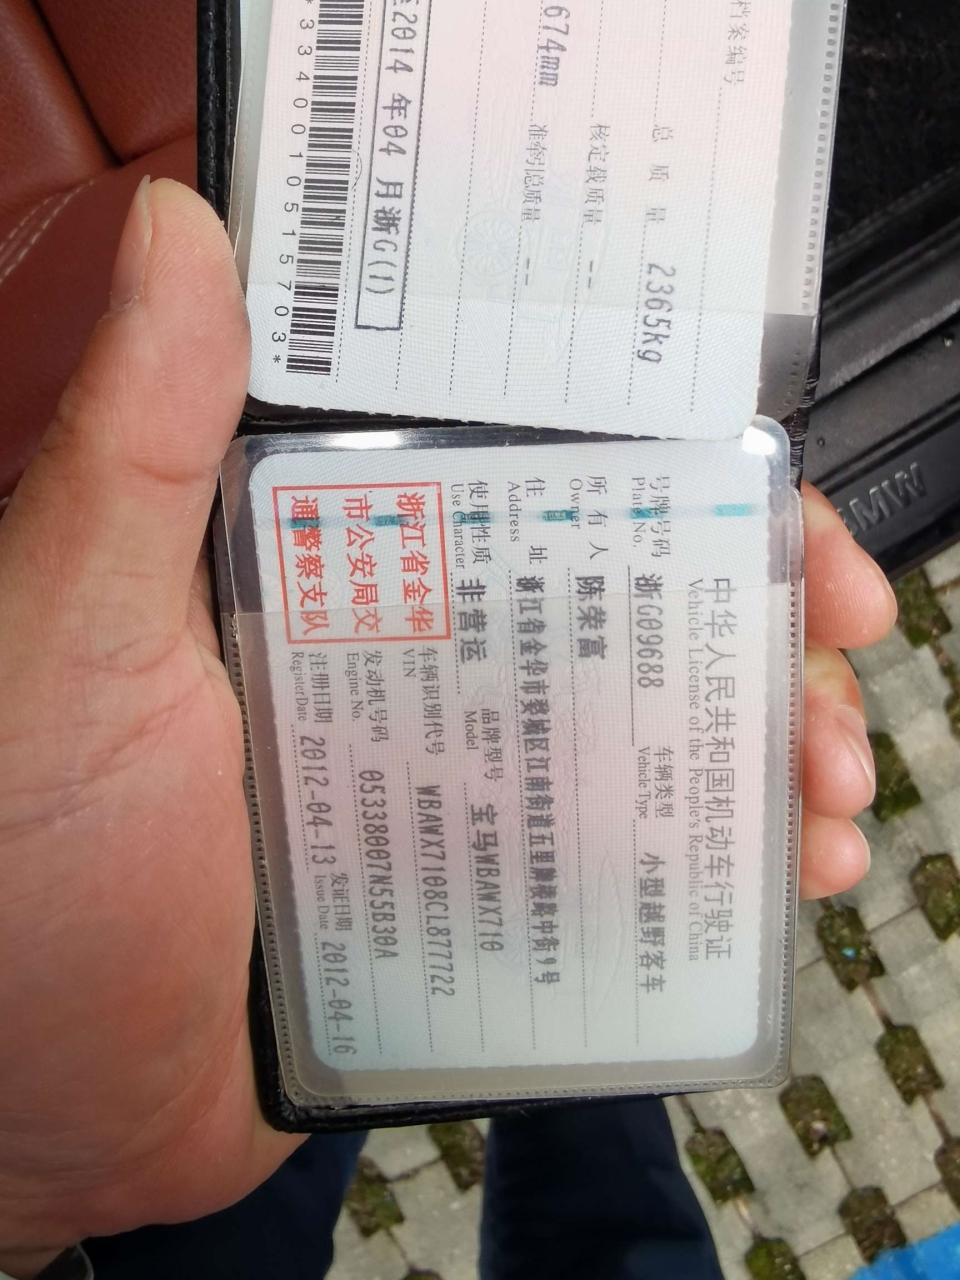 档案编号
总质量 2365kg
核定载质量 --
674mm 准牵引总质量 --
2014年04月浙G(1)
*3340010515703*
中华人民共和国机动车行驶证
Vehicle License of the People's Republic of China
号牌号码 浙G09688 车辆类型 小型越野客车
Plate No. Vehicle Type
所有人 陈荣富
Owner
住址 浙江省金华市婺城区江南街道五里牌楼路中街9号
Address
使用性质 非营运 品牌型号 宝马WBAWX710
Use Character Model
浙江省金华
市公安局交
通警察支队
车辆识别代号 WBAWX7108CL877722
VIN
发动机号码 05338007N55B30A
Engine No.
注册日期 2012-04-13 发证日期 2012-04-16
Register Date Issue Date
BMW